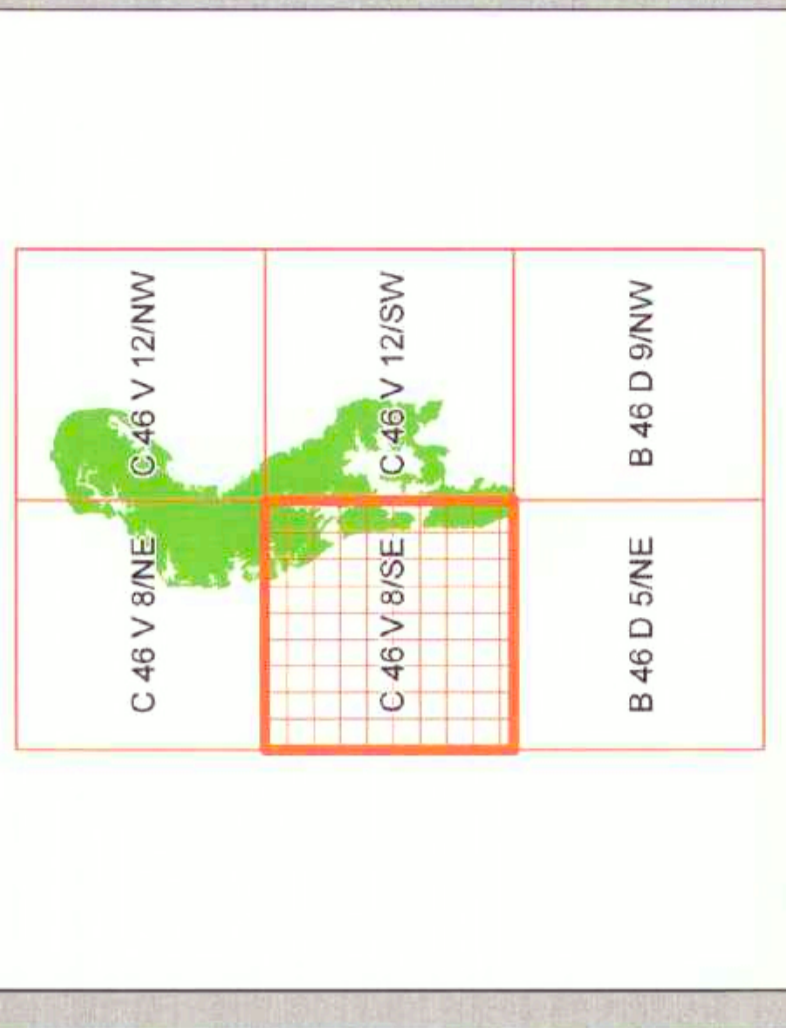 C 46 V 8/NE
C 46 V 12/NW
C 46 V 8/SE
C 46 V 12/SW
B 46 D 5/NE
B 46 D 9/NW